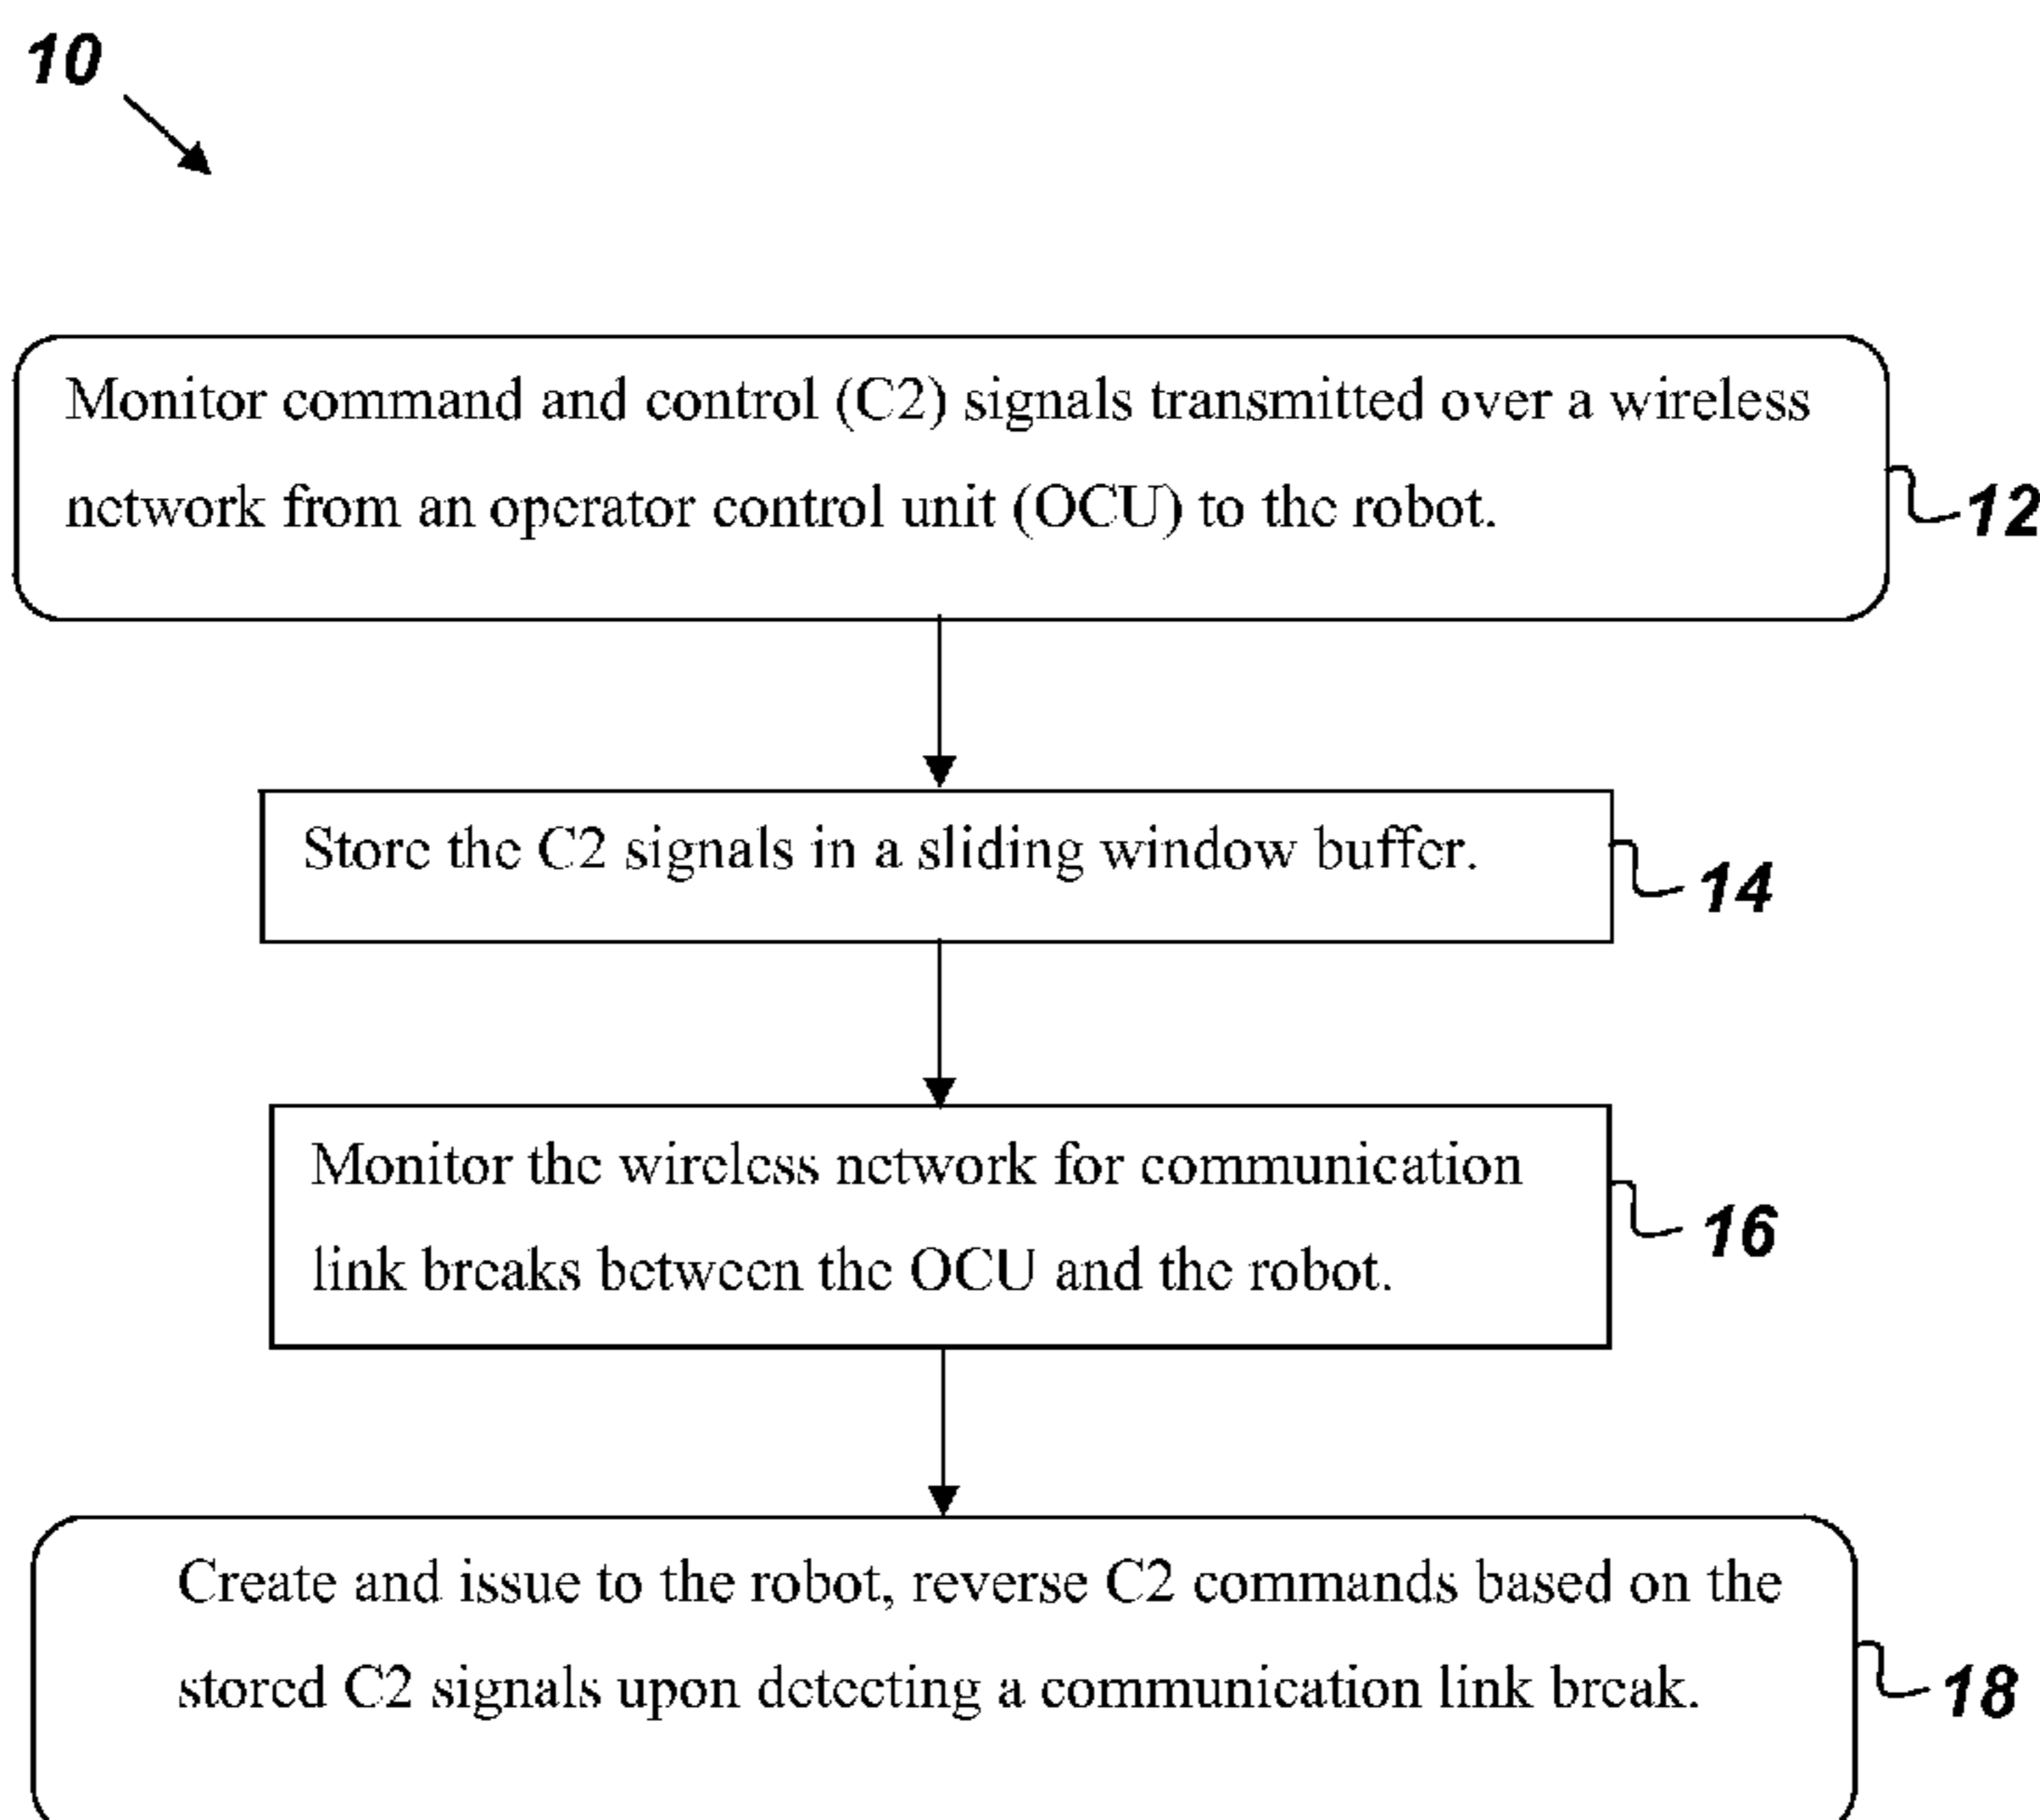 10
Monitor command and control (C2) signals transmitted over a wireless
network from an operator control unit (OCU) to the robot.
12
Store the C2 signals in a sliding window buffer.
14
Monitor the wireless network for communication
link breaks between the OCU and the robot.
16
Create and issue to the robot, reverse C2 commands based on the
stored C2 signals upon detecting a communication link break.
18